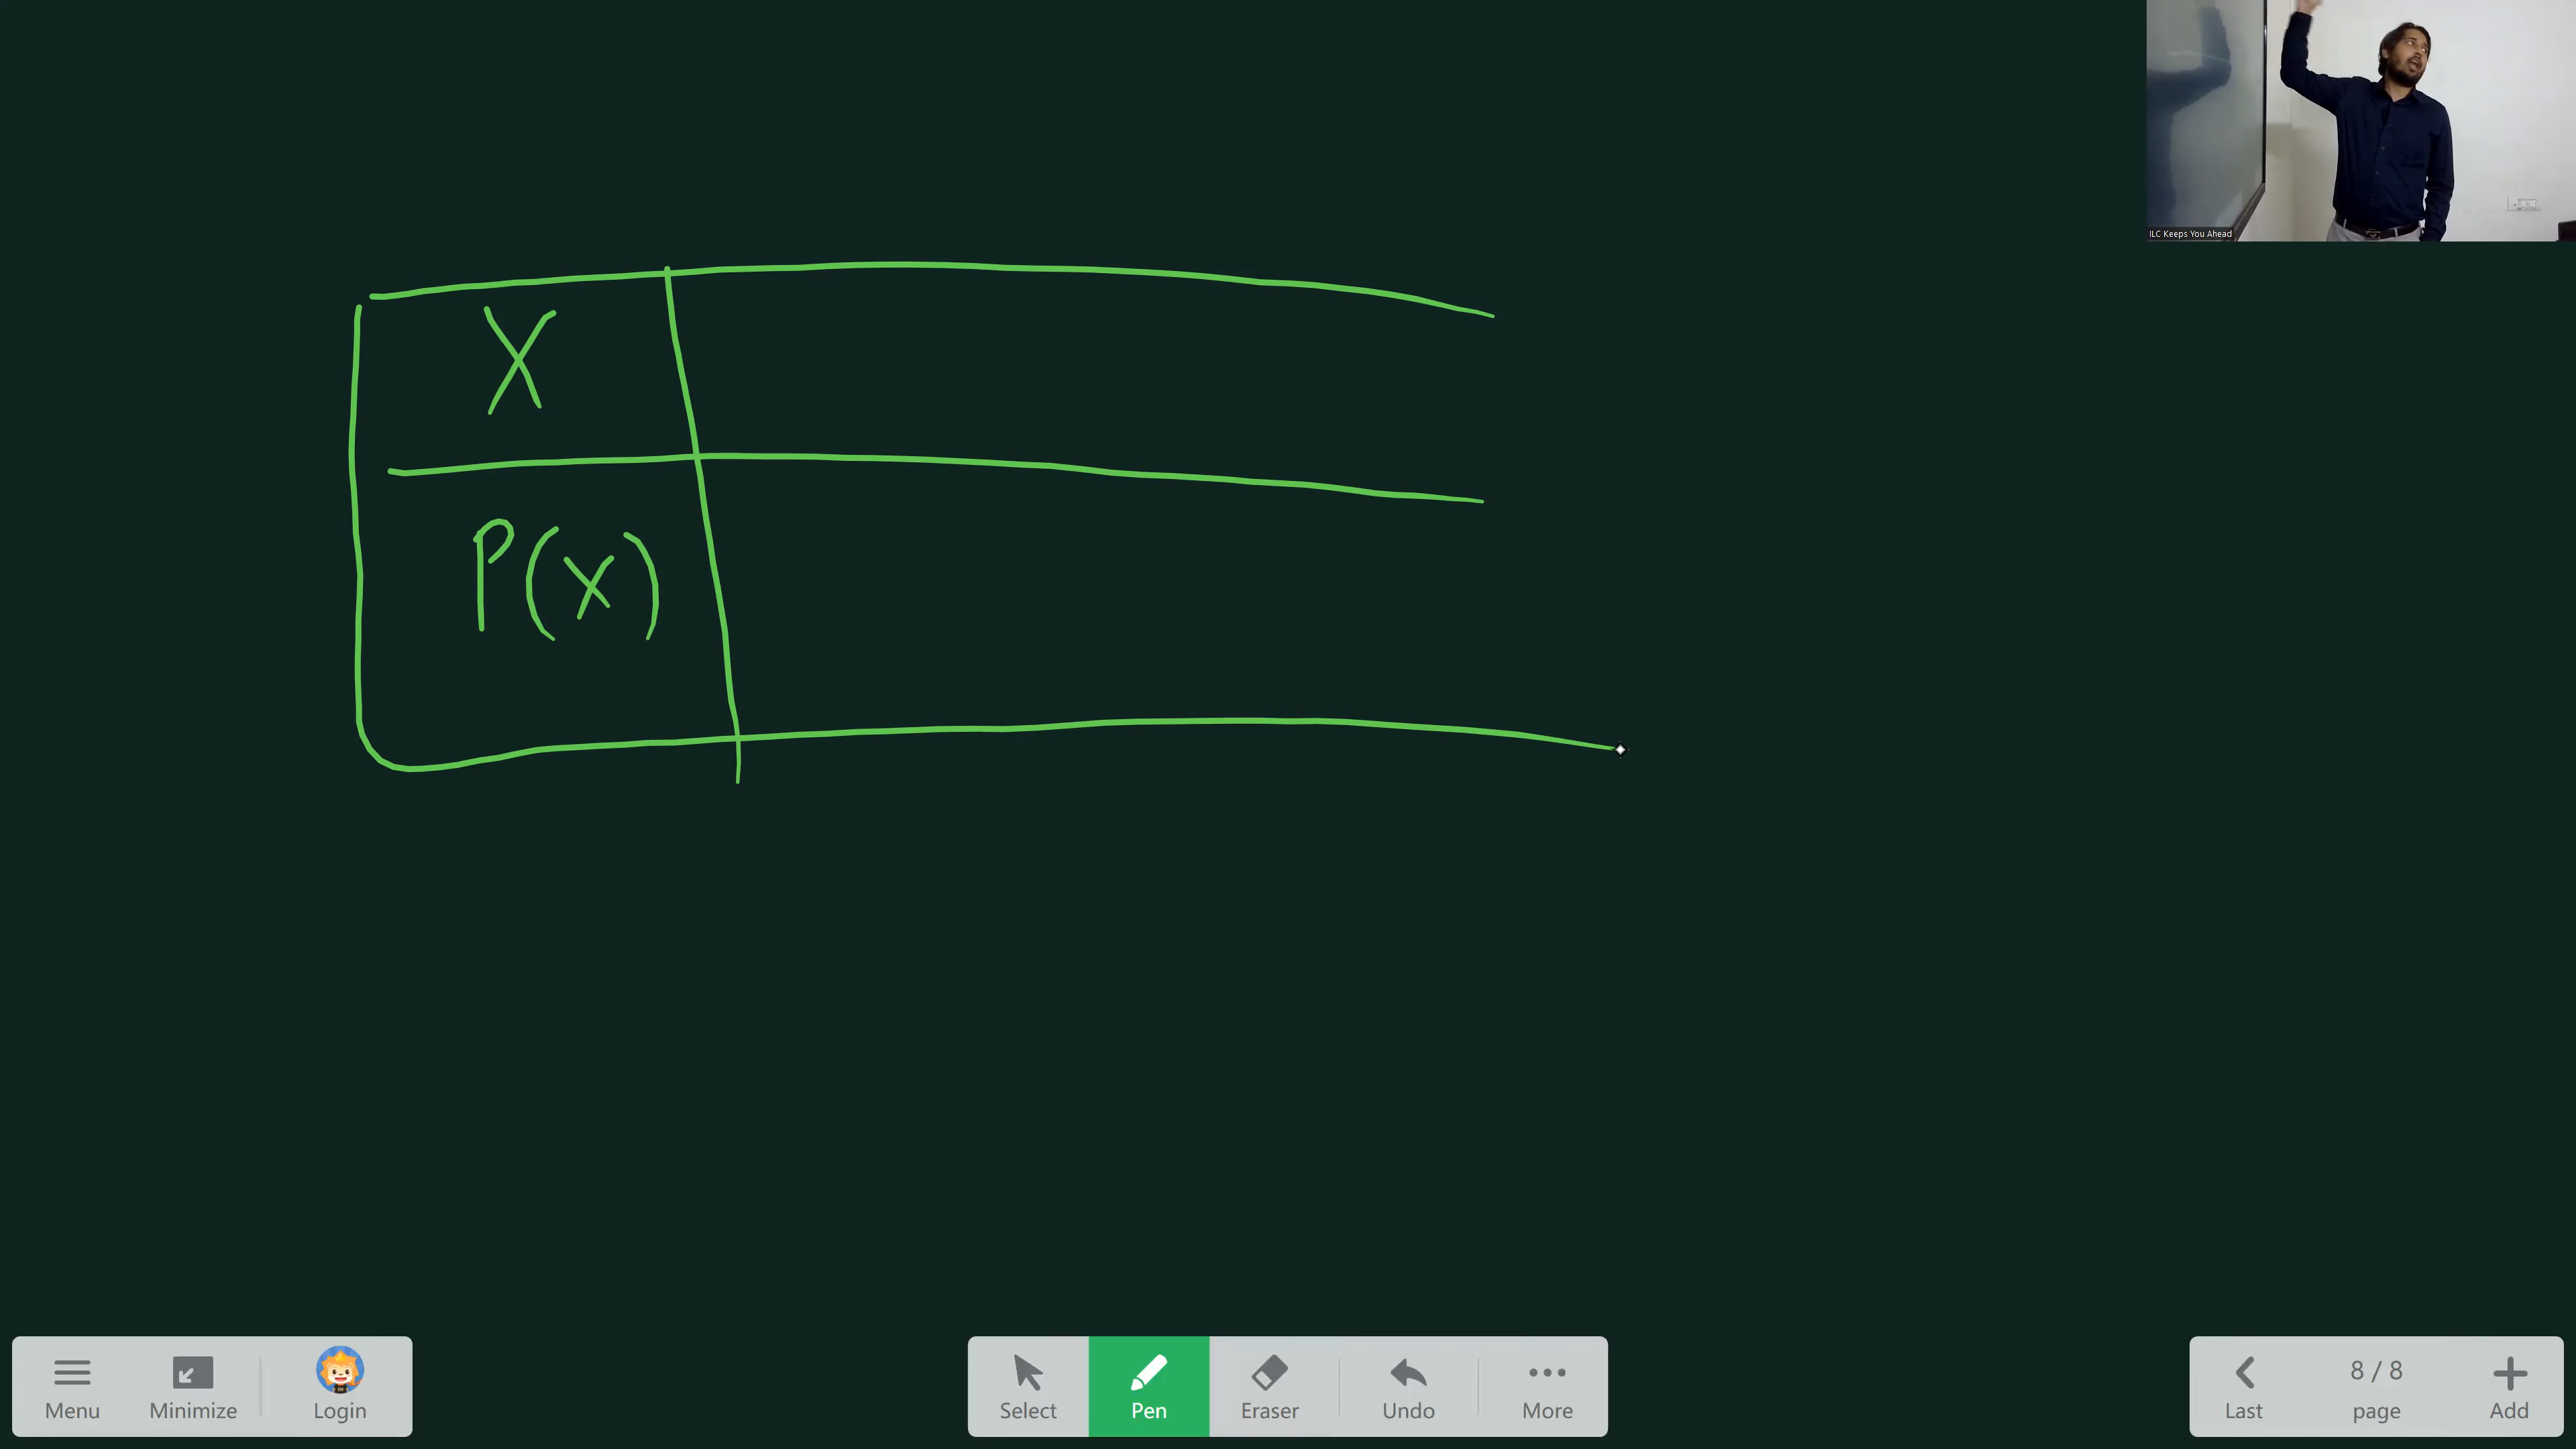 ILC Keeps You Ahead
X
P(x)
Menu
Minimize
Login
Select
Pen
Eraser
Undo
More
Last
8 / 8
page
Add